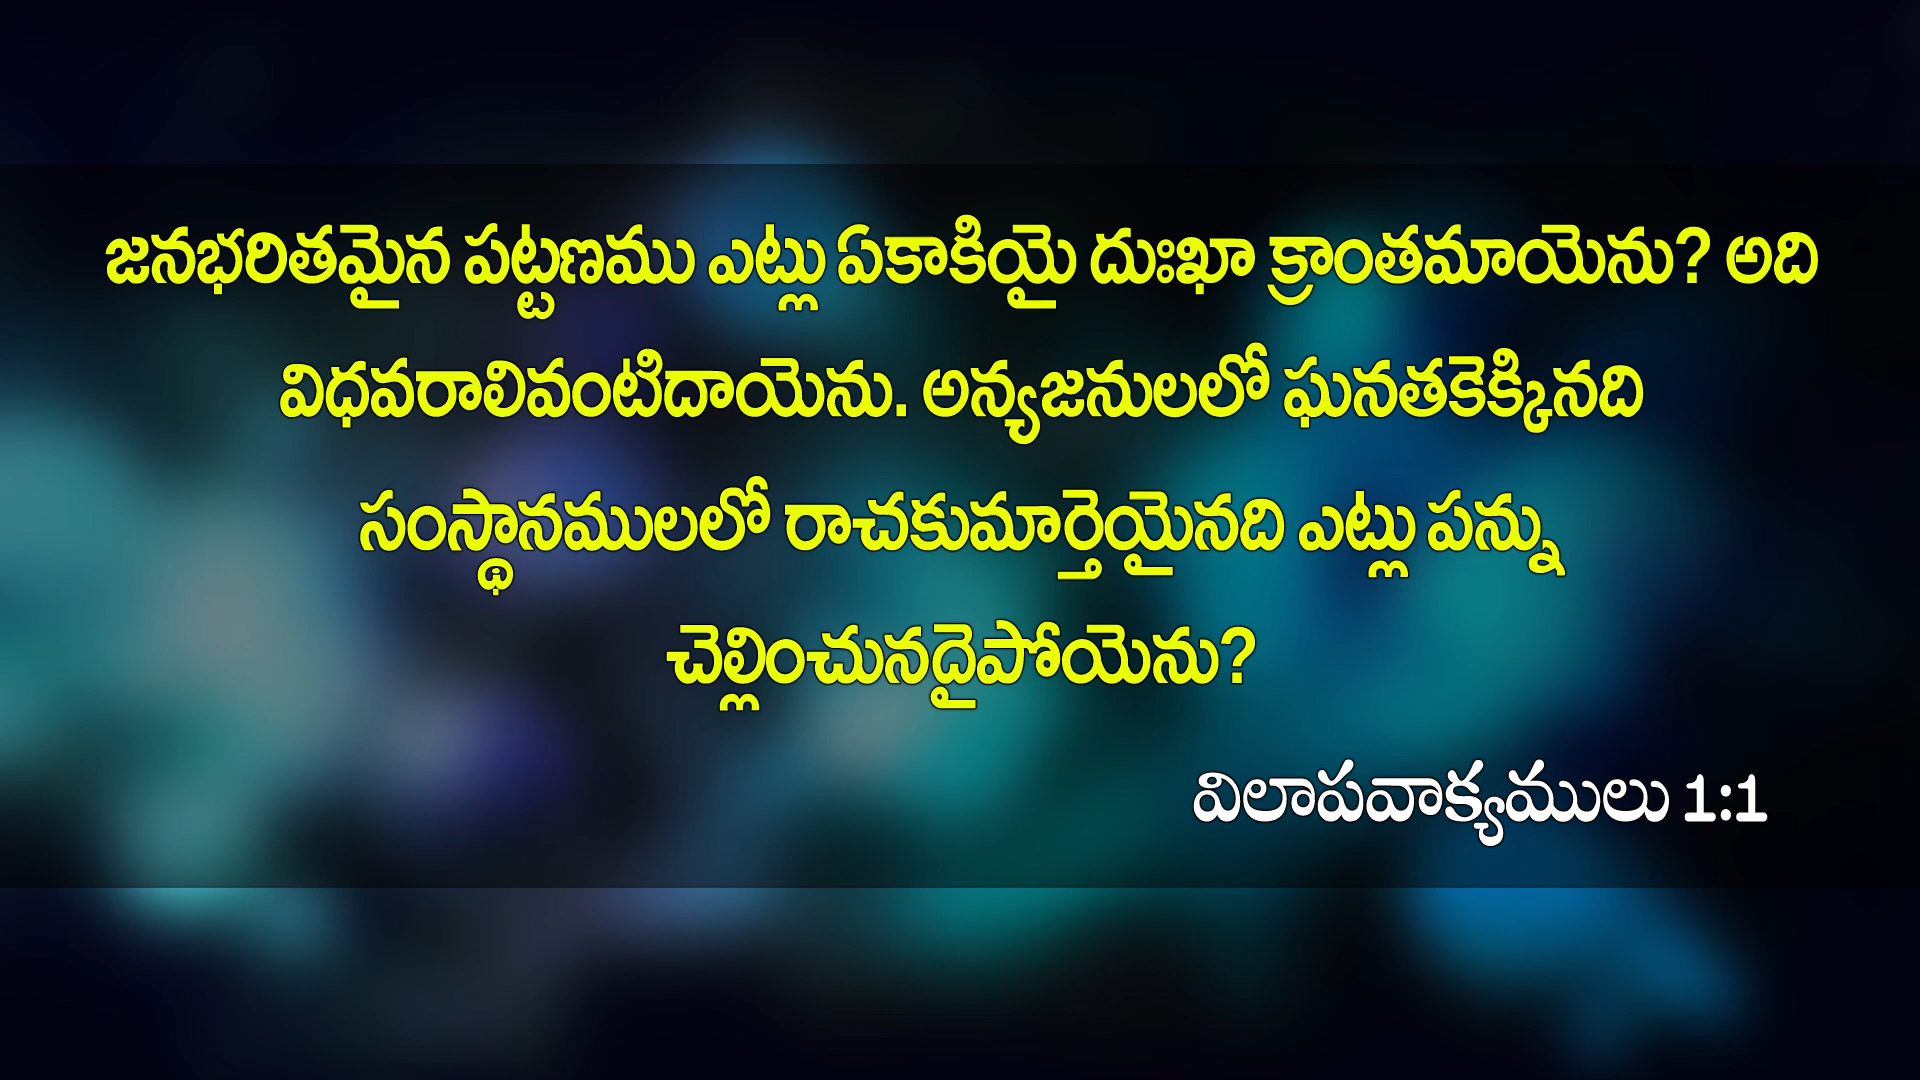 జనభరితమైన పట్టణము ఎట్లు ఏకాకియై దుఃఖా క్రాంతమాయెను? అది
విధవరాలివంటిదాయెను. అన్యజనులలో ఘనతకెక్కినది
సంస్థానములలో రాచకుమార్తెయైనది ఎట్లు పన్ను
చెల్లించునదైపోయెను?
విలాపవాక్యములు 1:1